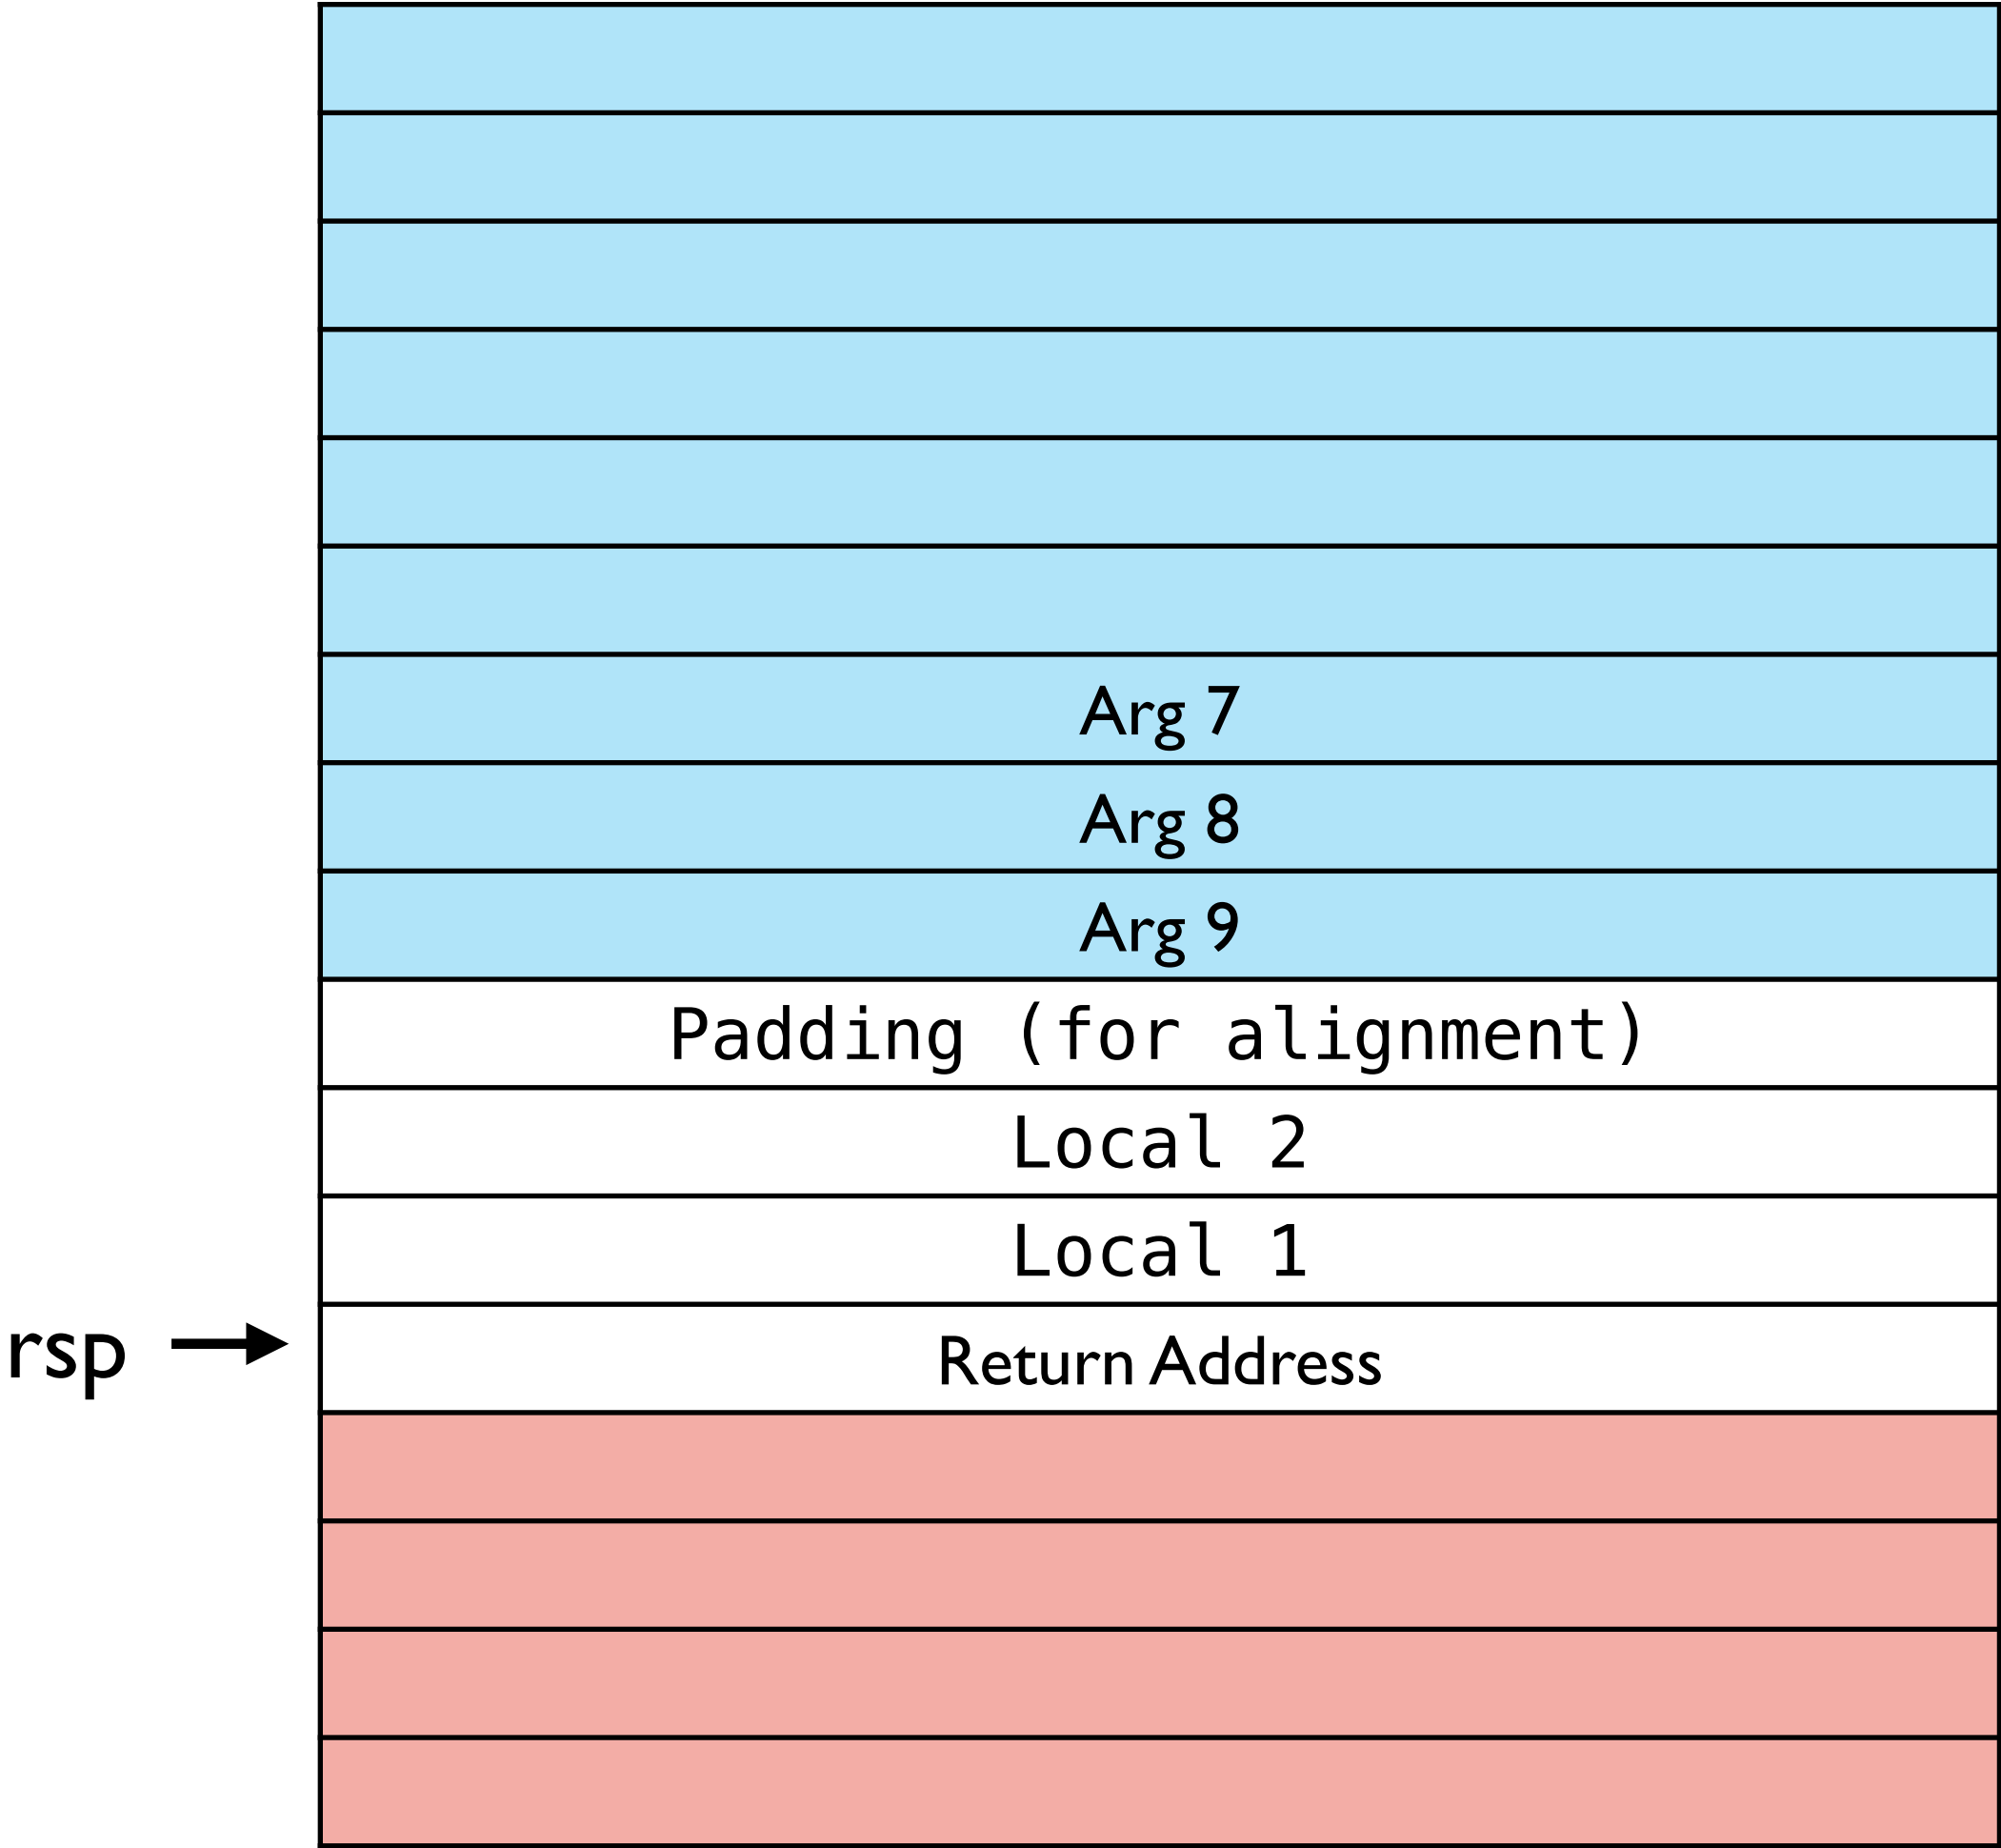 Arg 7
Arg 8
Arg 9
Padding (for alignment)
Local 2
Local 1
rsp
Return Address